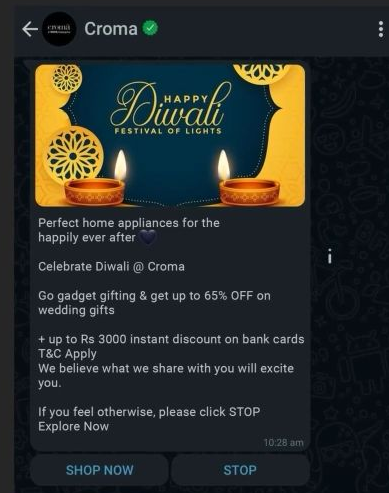 croma
Croma
HAPPY
Diwali
FESTIVAL OF LIGHTS
Perfect home appliances for the
happily ever after
Celebrate Diwali @ Croma
Go gadget gifting & get up to 65% OFF on
wedding gifts
+ up to Rs 3000 instant discount on bank cards
T&C Apply
We believe what we share with you will excite
you.
If you feel otherwise, please click STOP
Explore Now
10:28 am
SHOP NOW
STOP